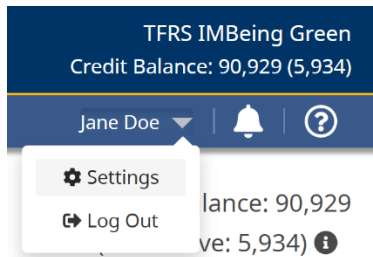 TFRS IMBeing Green
Credit Balance: 90,929 (5,934)
Jane Doe
Settings
lance: 90,929
Log Out
ve: 5,934)